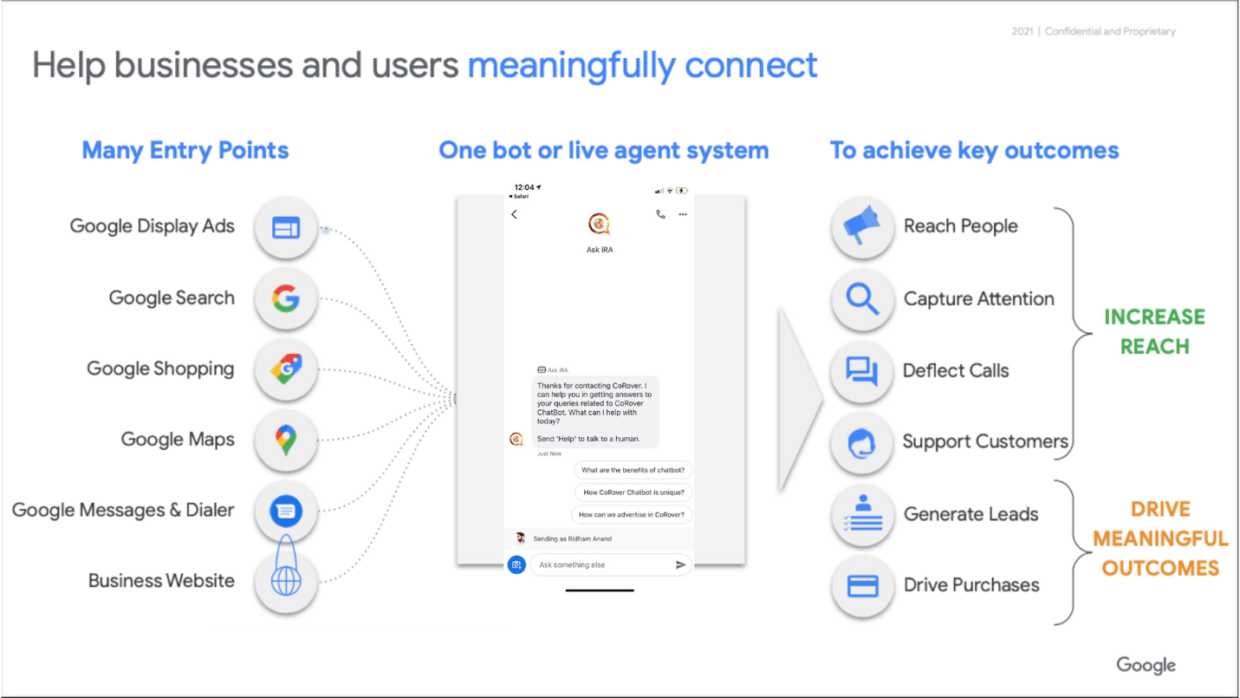 2021 | Confidential and Proprietary
Help businesses and users meaningfully connect
Many Entry Points
Google Display Ads
Google Search
Google Shopping
Google Maps
Google Messages & Dialer
Business Website
One bot or live agent system
12:04
Safari
Ask iRA
Ask iRA
Thanks for contacting CoRover. I
can help you in getting answers to
your queries related to CoRover
ChatBot. What can I help with
today?
Send 'Help' to talk to a human.
Just Now
What are the benefits of chatbot?
How CoRover Chatbot is unique?
How can we advertise in CoRover?
Sending as Ridham Anand
Ask something else
To achieve key outcomes
Reach People
Capture Attention
Deflect Calls
Support Customers
Generate Leads
Drive Purchases
INCREASE
REACH
DRIVE
MEANINGFUL
OUTCOMES
Google